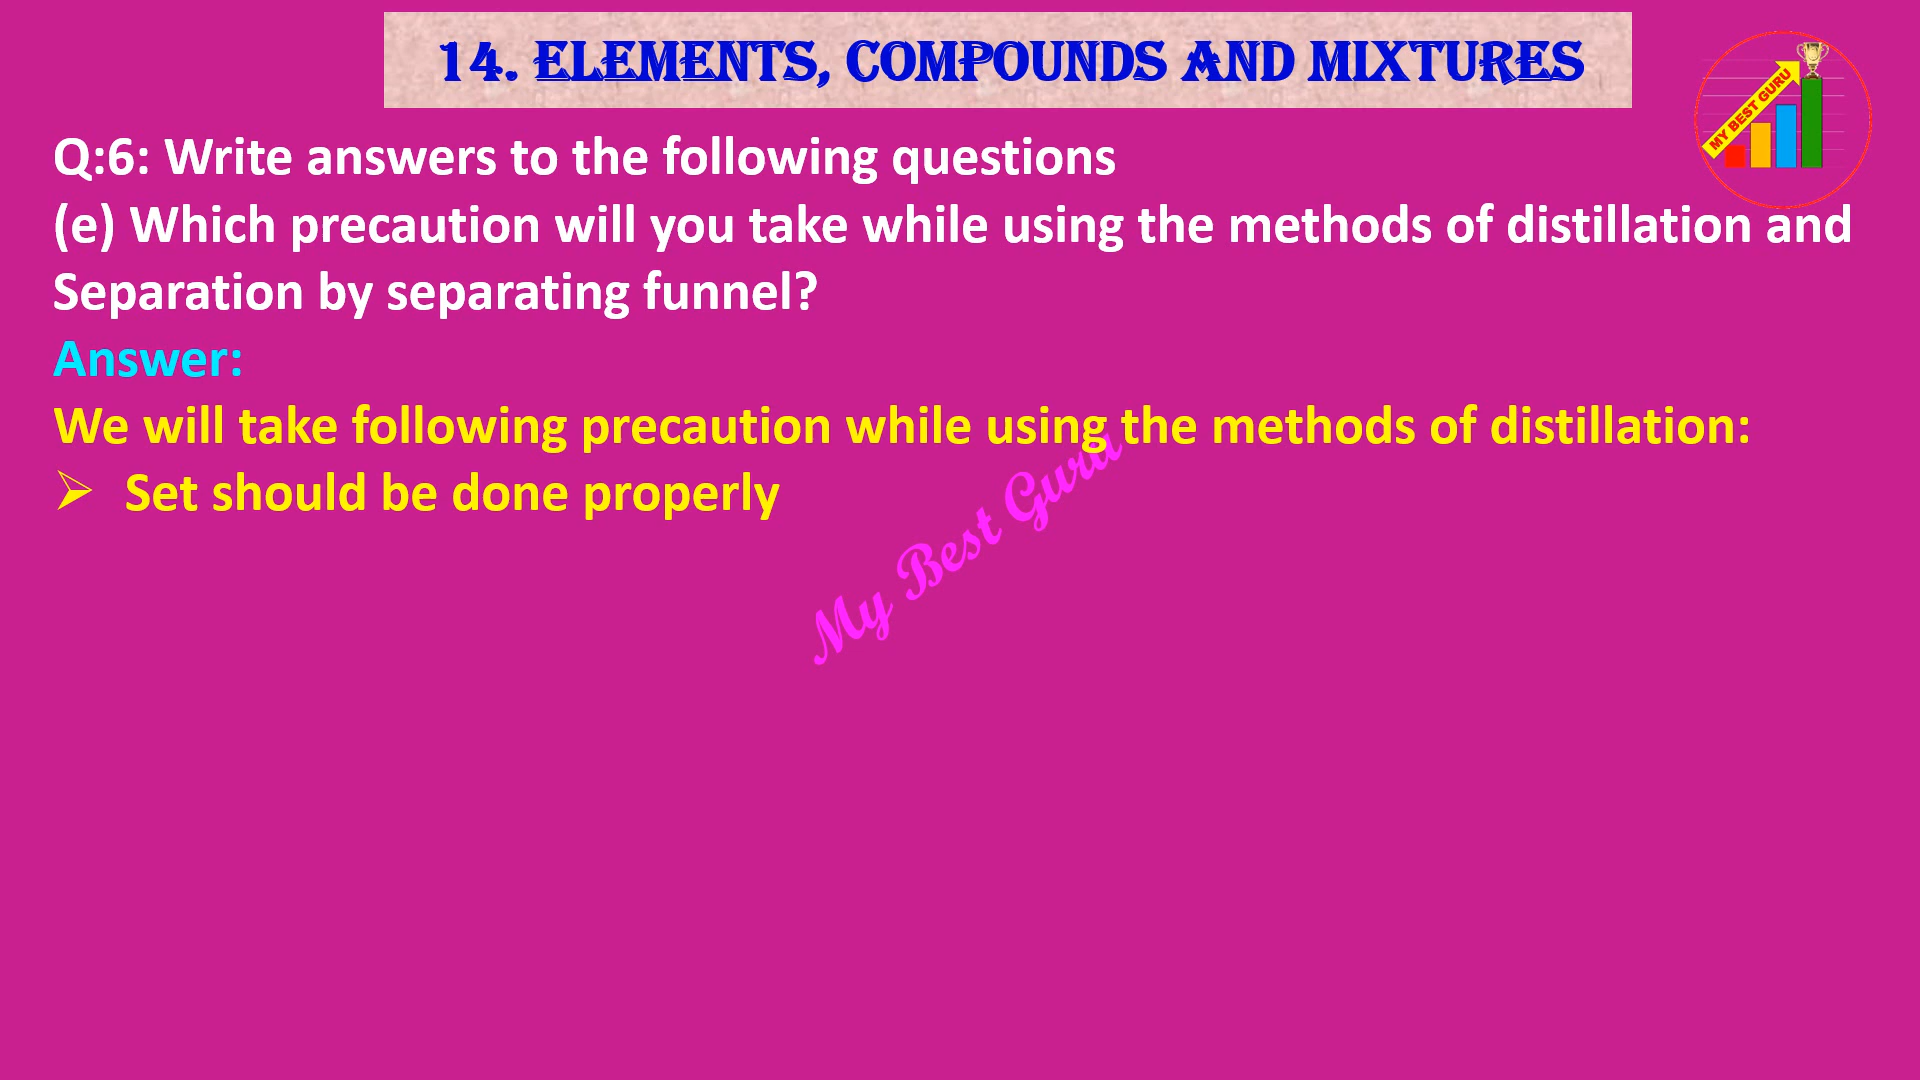 14. ELEMENTS, COMPOUNDS AND MIXTURES
MY BEST GURU
Q:6: Write answers to the following questions
(e) Which precaution will you take while using the methods of distillation and
Separation by separating funnel?
Answer:
We will take following precaution while using the methods of distillation:
➢ Set should be done properly
My Best Guru